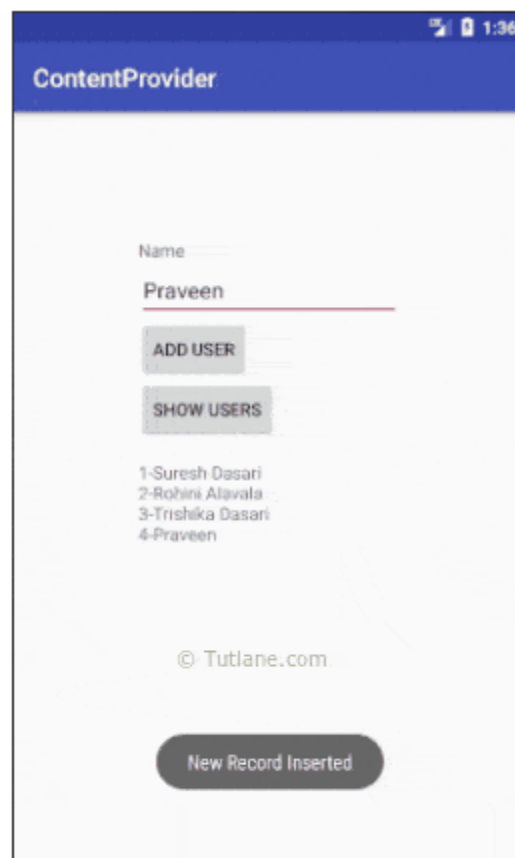 1:36
ContentProvider
Name
Praveen
ADD USER
SHOW USERS
1-Suresh Dasari
2-Rohini Alavala
3-Trishika Dasari
4-Praveen
© Tutlane.com
New Record Inserted